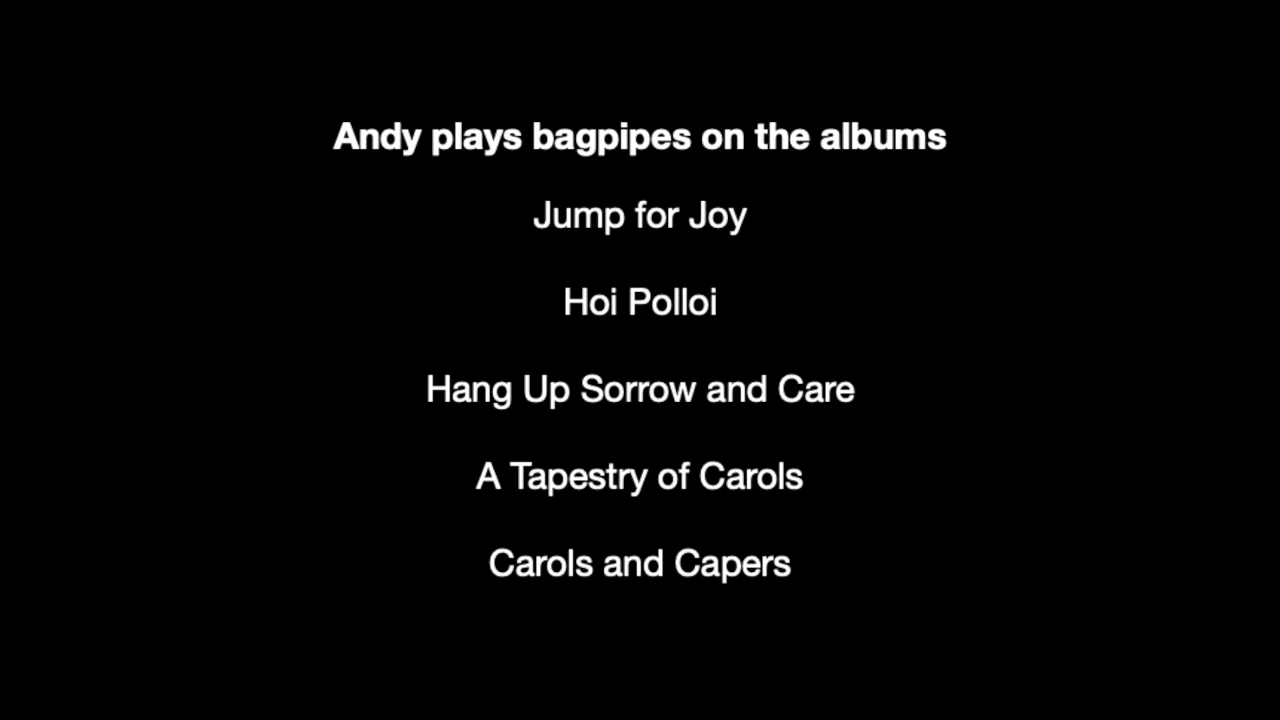 Andy plays bagpipes on the albums
Jump for Joy
Hoi Polloi
Hang Up Sorrow and Care
A Tapestry of Carols
Carols and Capers